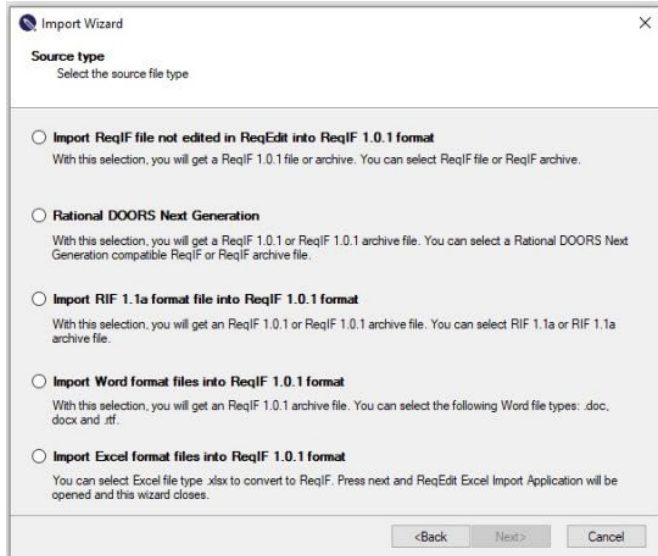 Import Wizard
Source type
Select the source file type
Import ReqIF file not edited in ReqEdit into ReqIF 1.0.1 format
With this selection, you will get a ReqIF 1.0.1 file or archive. You can select ReqIF file or ReqIF archive.
Rational DOORS Next Generation
With this selection, you will get a ReqIF 1.0.1 or ReqIF 1.0.1 archive file. You can select a Rational DOORS Next
Generation compatible ReqIF or ReqIF archive file.
Import RIF 1.1a format file into ReqIF 1.0.1 format
With this selection, you will get an ReqIF 1.0.1 or ReqIF 1.0.1 archive file. You can select RIF 1.1a or RIF 1.1a
archive file.
Import Word format files into ReqIF 1.0.1 format
With this selection, you will get an ReqIF 1.0.1 archive file. You can select the following Word file types: .doc,
docx and .rtf.
Import Excel format files into ReqIF 1.0.1 format
You can select Excel file type .xlsx to convert to ReqIF. Press next and ReqEdit Excel Import Application will be
opened and this wizard closes.
<Back
Next>
Cancel